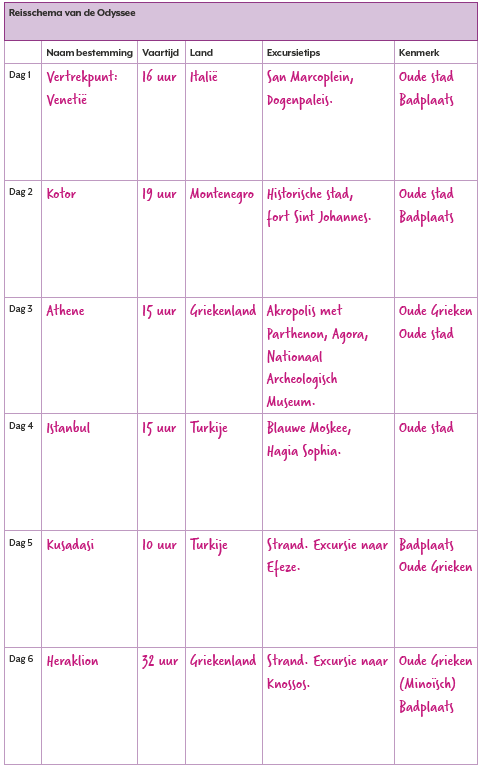 Reisschema van de Odyssee
Naam bestemming Vaartijd Land Excursietips Kenmerk
Dag 1 Vertrekpunt: 16 uur Italië San Marcoplein, Oude stad
Venetië Dogenpaleis. Badplaats
Dag 2 Kotor 19 uur Montenegro Historische stad, Oude stad
fort Sint Johannes. Badplaats
Dag 3 Athene 15 uur Griekenland Akropolis met Oude Grieken
Parthenon, Agora, Oude stad
Nationaal
Archeologisch
Museum.
Dag 4 Istanbul 15 uur Turkije Blauwe Moskee, Oude stad
Hagia Sophia.
Dag 5 Kusadasi 10 uur Turkije Strand. Excursie naar Badplaats
Efeze. Oude Grieken
Dag 6 Heraklion 32 uur Griekenland Strand. Excursie naar Oude Grieken
Knossos. (Minoïsch)
Badplaats